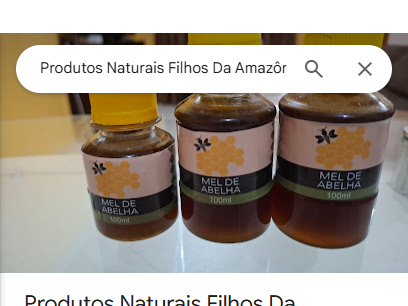 Produtos Naturais Filhos Da Amazôn
MEL DE
ABELHA
100ml
MEL DE
ABELHA
100ml
MEL DE
ABELHA
100ml
Produtos Naturais Filhos Da